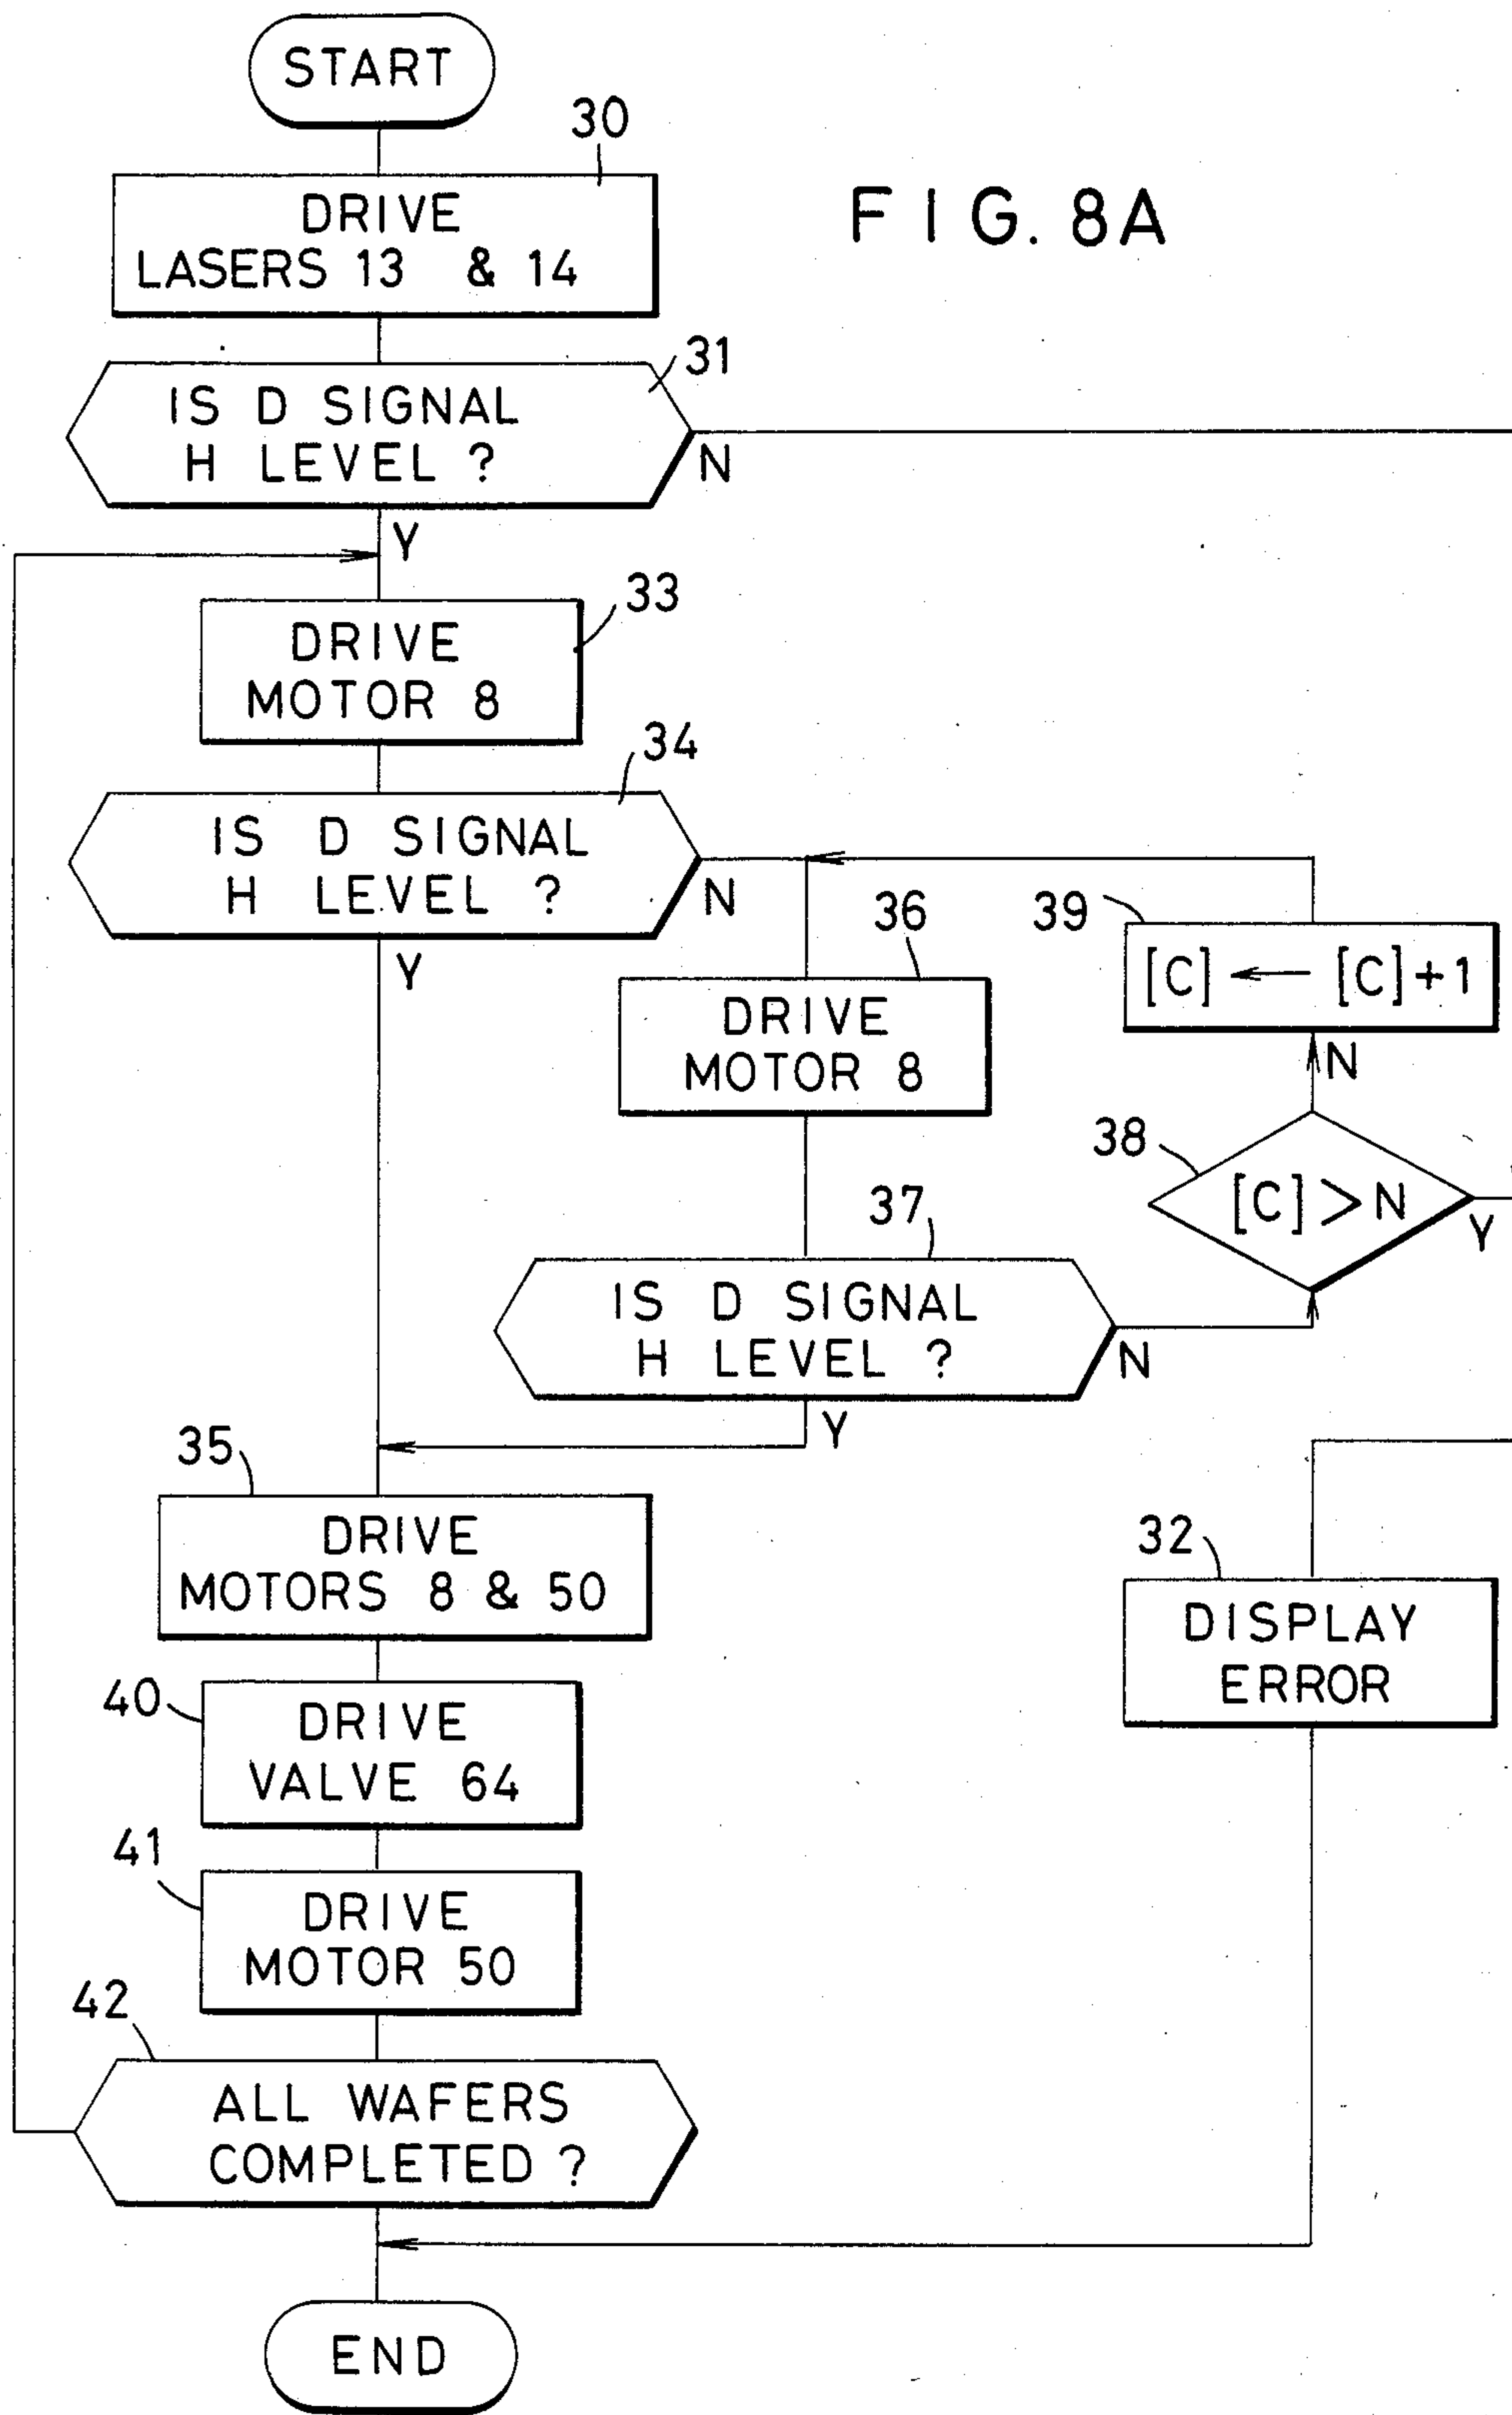 START
30
DRIVE
LASERS 13 & 14
FIG. 8A
31
IS D SIGNAL
H LEVEL ?
N
Y
33
DRIVE
MOTOR 8
34
IS D SIGNAL
H LEVEL ?
N
Y
36
DRIVE
MOTOR 8
39
[C] ← [C]+1
N
38
[C]>N
Y
37
IS D SIGNAL
H LEVEL ?
N
Y
35
DRIVE
MOTORS 8 & 50
32
DISPLAY
ERROR
40
DRIVE
VALVE 64
41
DRIVE
MOTOR 50
42
ALL WAFERS
COMPLETED ?
END